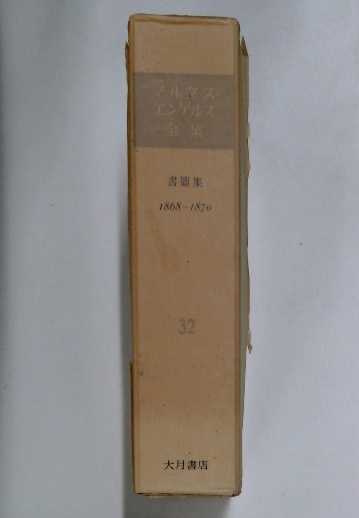 マルクス
エンゲルス
全集
書簡集
1868~1870
32
大月書店